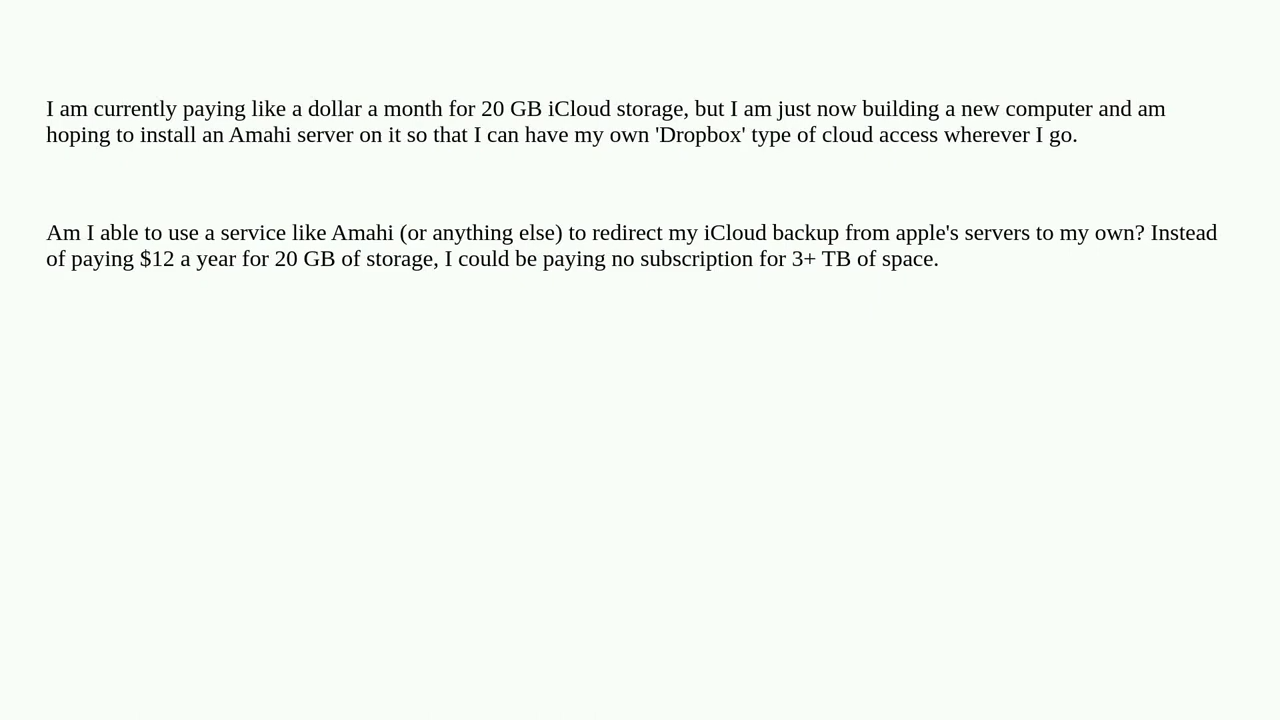 I am currently paying like a dollar a month for 20 GB iCloud storage, but I am just now building a new computer and am
hoping to install an Amahi server on it so that I can have my own 'Dropbox' type of cloud access wherever I go.
Am I able to use a service like Amahi (or anything else) to redirect my iCloud backup from apple's servers to my own? Instead
of paying $12 a year for 20 GB of storage, I could be paying no subscription for 3+ TB of space.